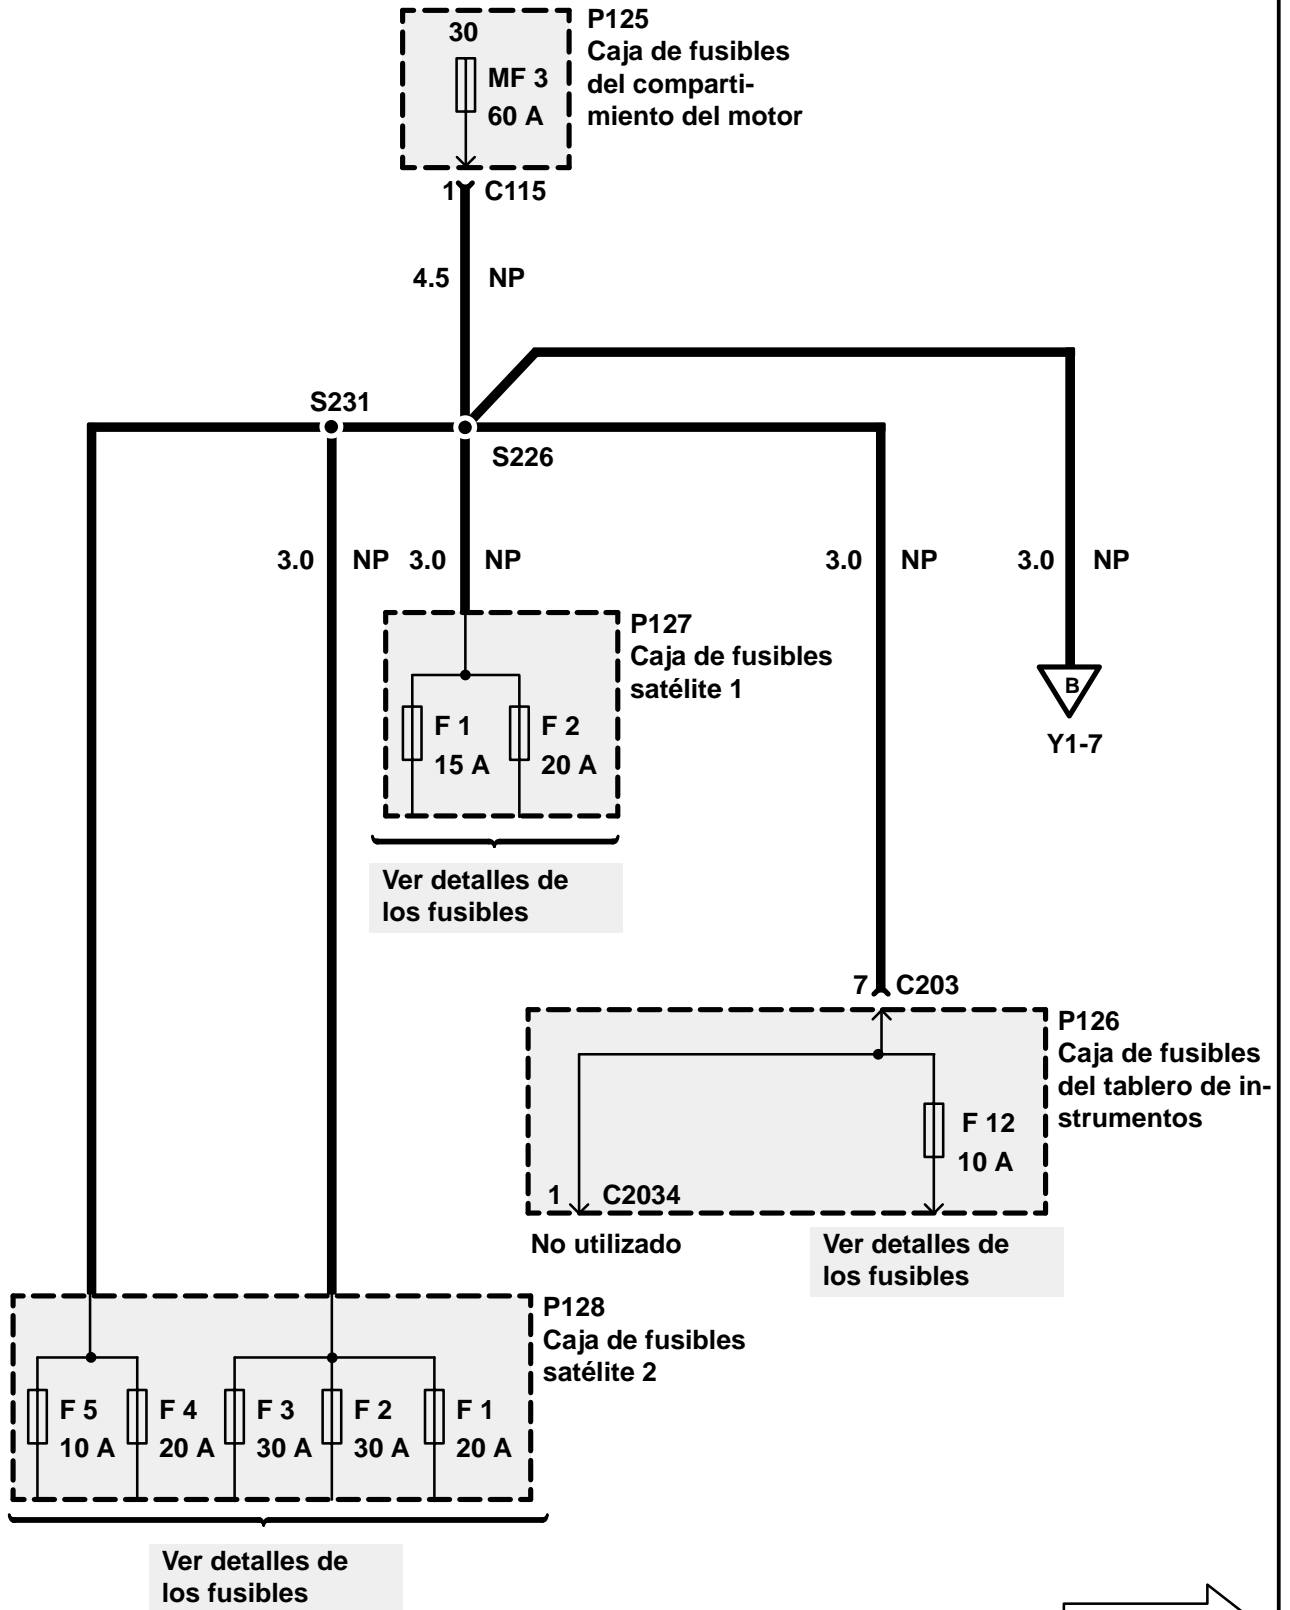 P125
Caja de fusibles
del comparti-
miento del motor
30
MF 3
60 A
1 C115
4.5 NP
S231
S226
3.0 NP 3.0 NP 3.0 NP 3.0 NP
P127
Caja de fusibles
satélite 1
F 1
15 A
F 2
20 A
B
Y1-7
Ver detalles de
los fusibles
7 C203
P126
Caja de fusibles
del tablero de in-
strumentos
F 12
10 A
1 C2034
No utilizado
Ver detalles de
los fusibles
P128
Caja de fusibles
satélite 2
F 5
10 A
F 4
20 A
F 3
30 A
F 2
30 A
F 1
20 A
Ver detalles de
los fusibles